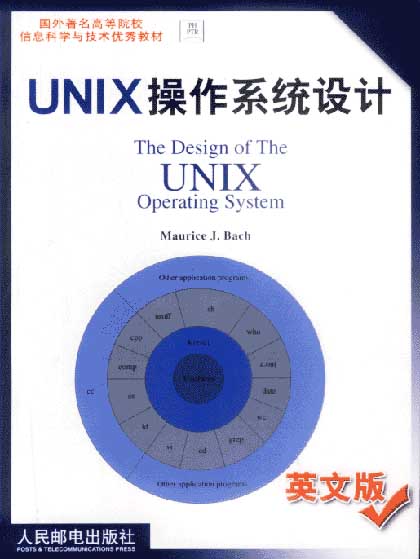 国外著名高等院校
信息科学与技术优秀教材
PH
PTR
UNIX操作系统设计
The Design of The
UNIX
Operating System
Maurice J. Bach
Other application programs
nroff
sh
who
cpp
Kernel
comp
Hardware
cc
date
as
wc
ld
grep
vi
ed
Other application programs
英文版
人民邮电出版社
POSTS & TELECOMMUNICATIONS PRESS